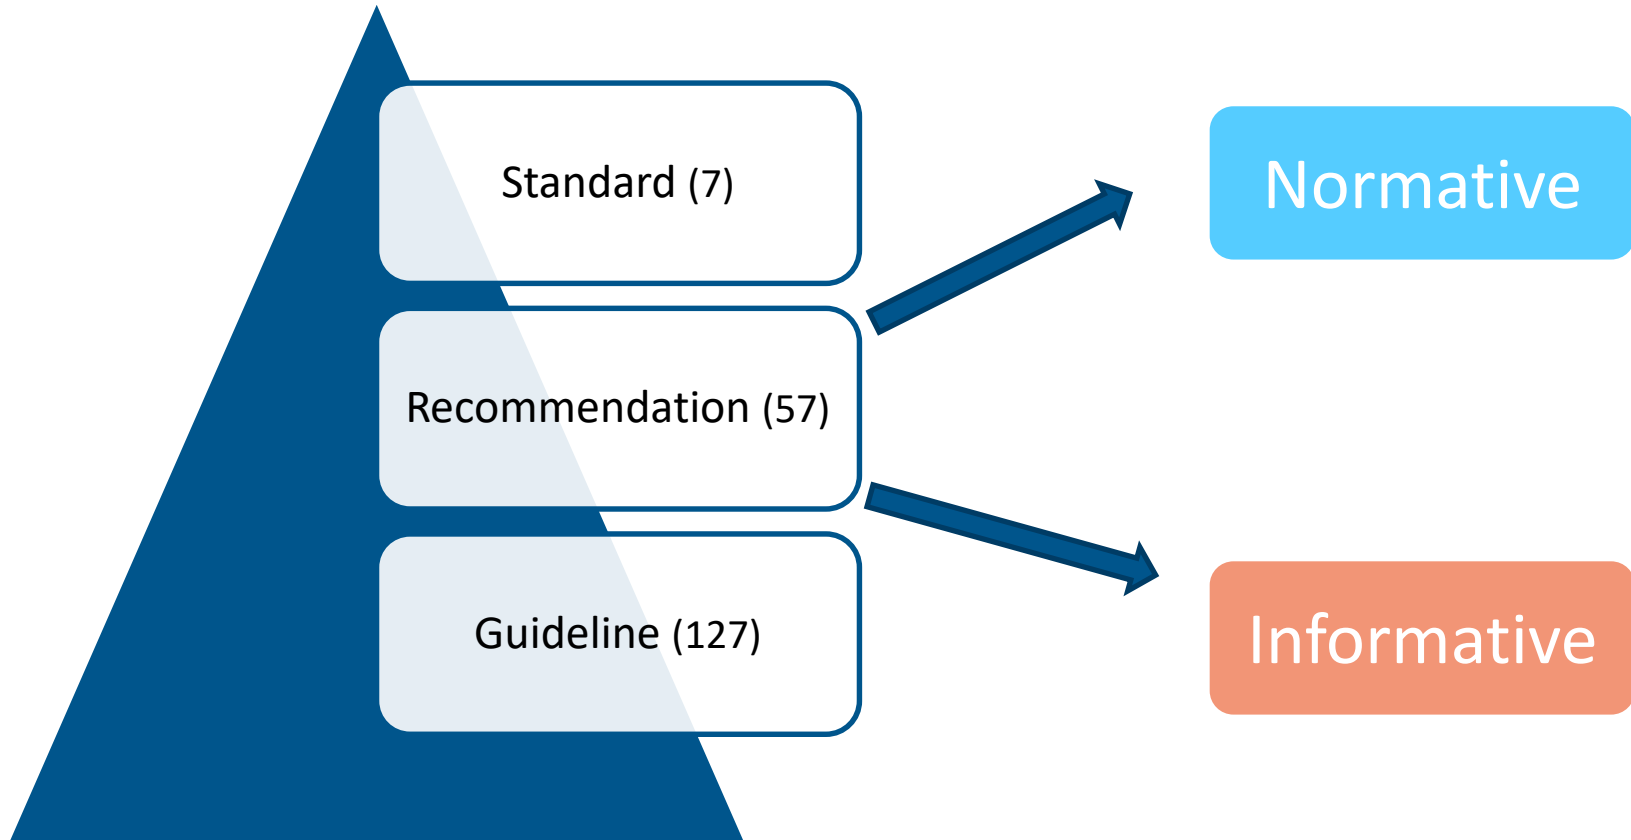 Standard (7)
Normative
Recommendation (57)
Guideline (127)
Informative